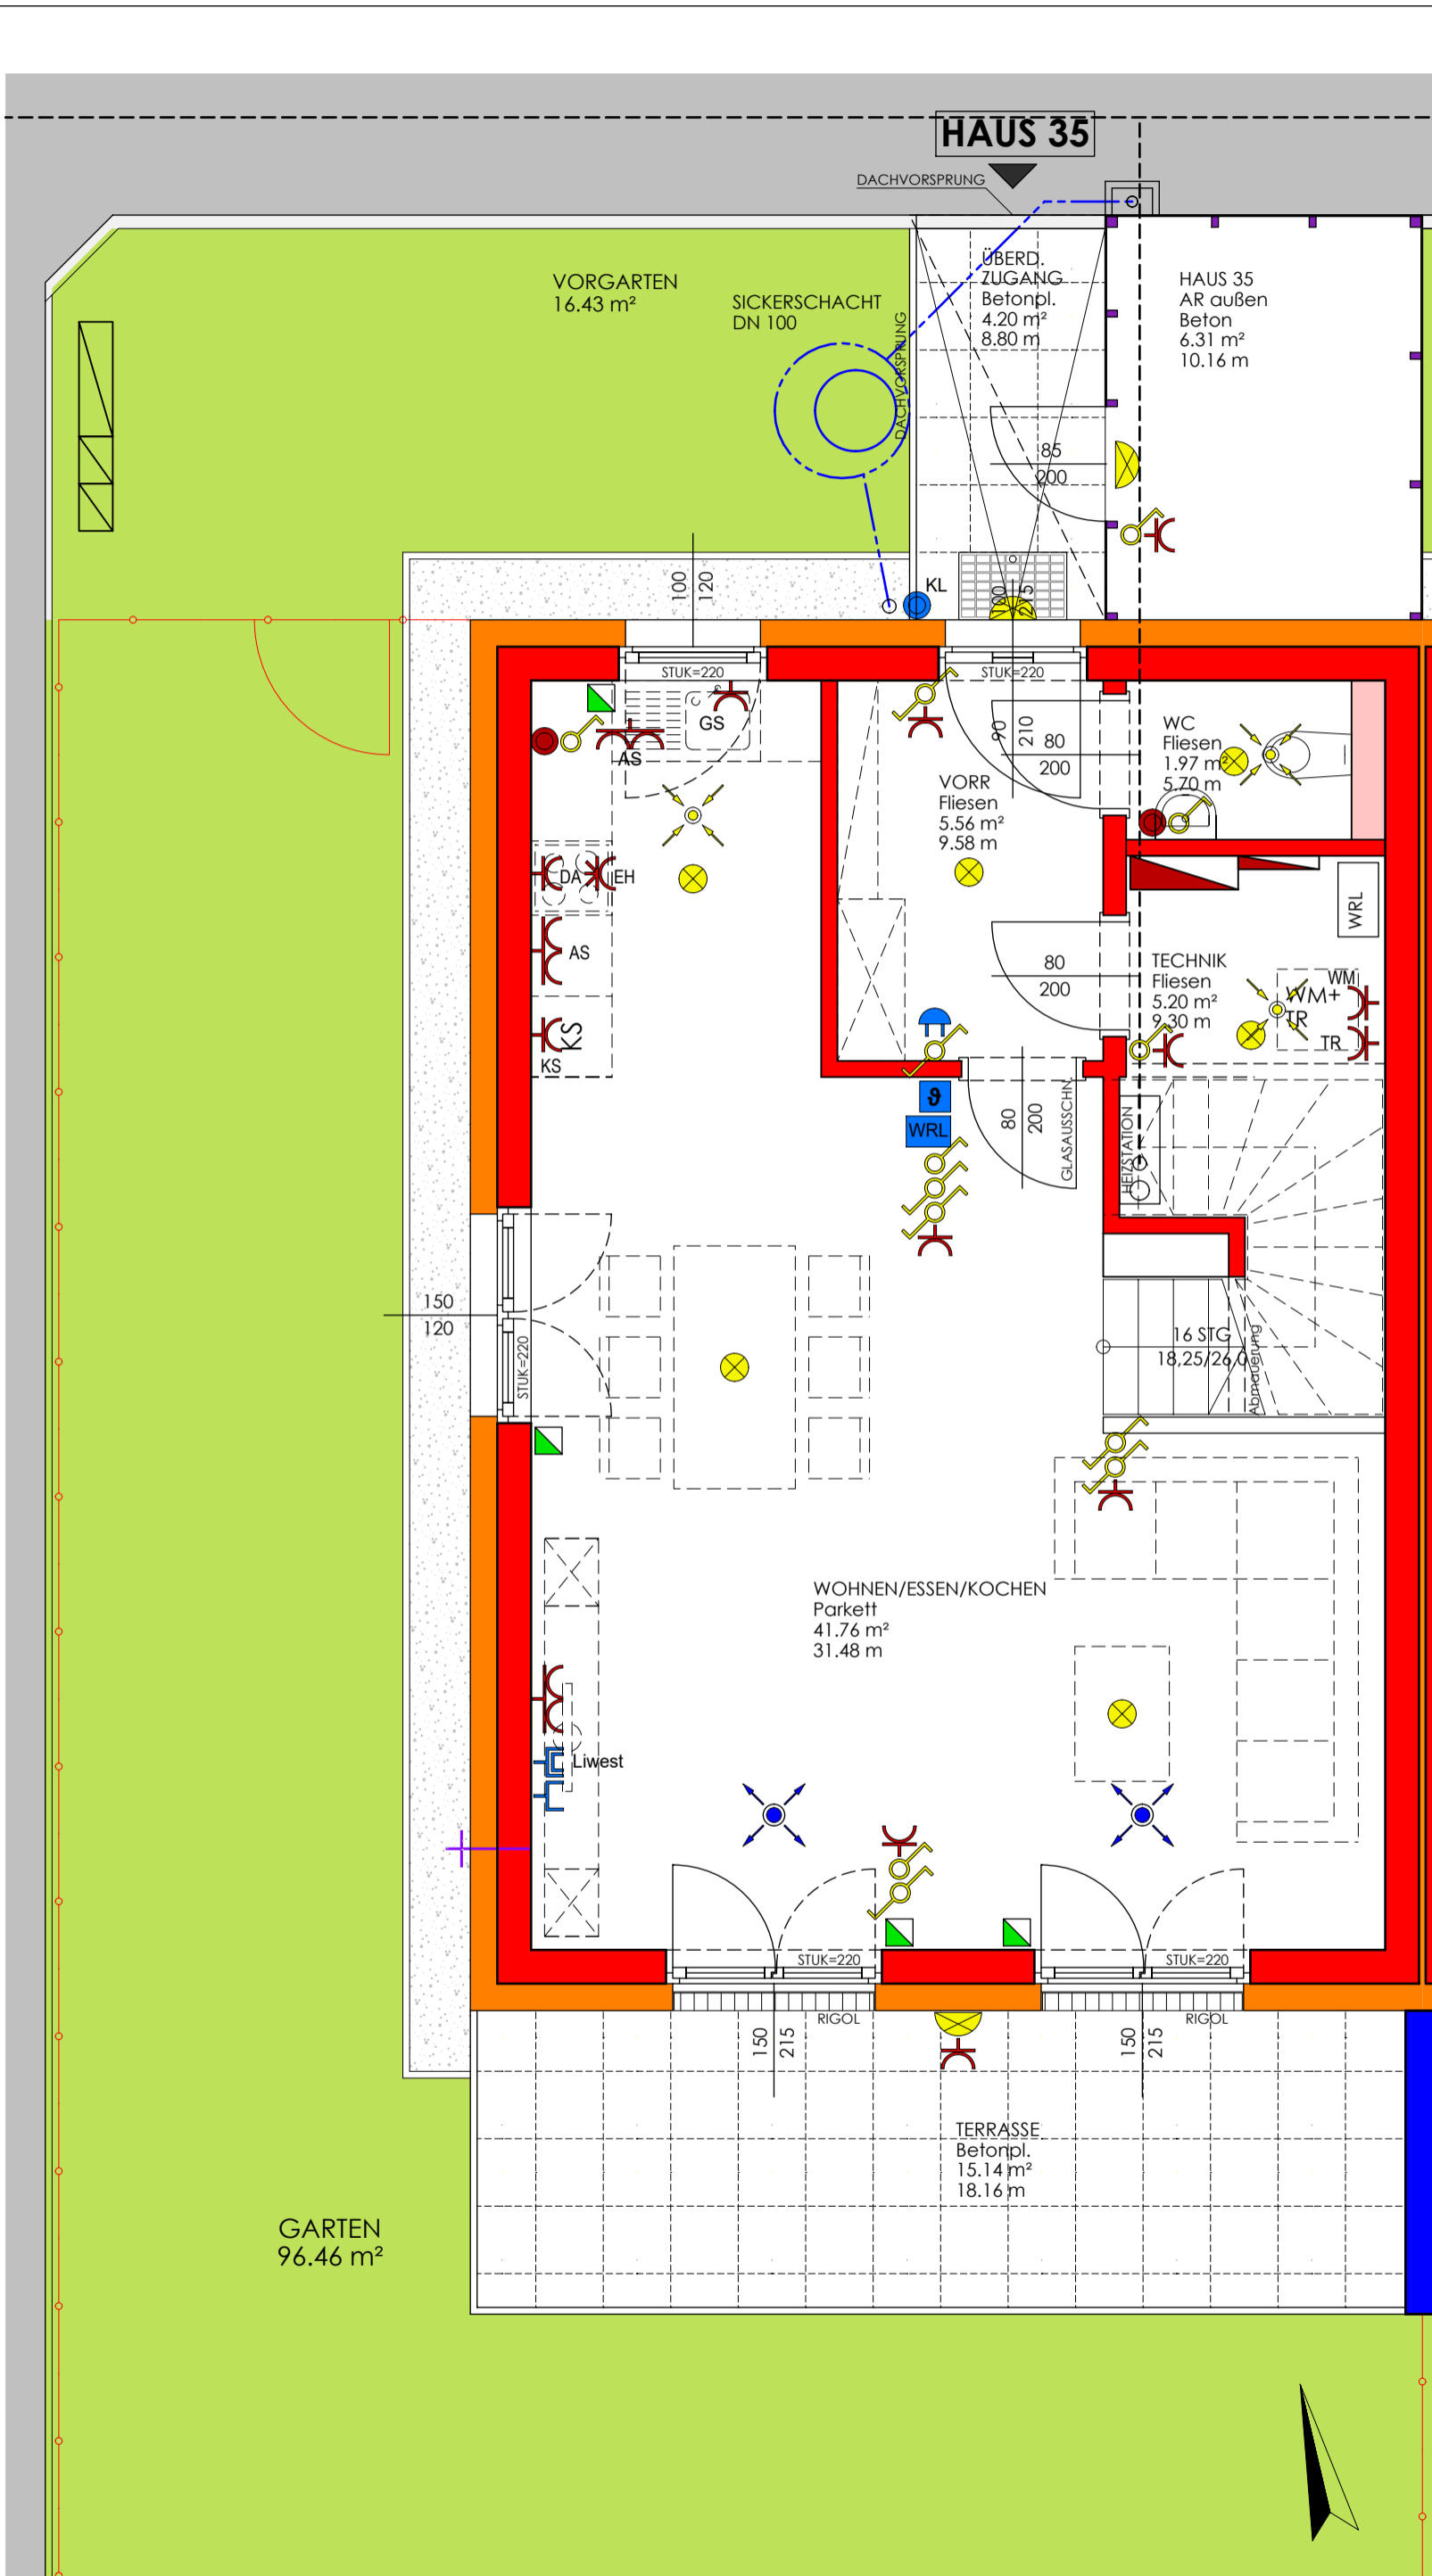 HAUS 35
DACHVORSPRUNG
VORGARTEN
16.43 m²
SICKERSCHACHT
DN 100
DACHVORSPRUNG
ÜBERD.
ZUGANG
Betonpl.
4.20 m²
8.80 m
HAUS 35
AR außen
Beton
6.31 m²
10.16 m
85
200
100
120
KL
100
215
STUK=220
STUK=220
GS
AS
90
210
80
200
WC
Fliesen
1.97 m²
5.70 m
VORR
Fliesen
5.56 m²
9.58 m
DA
EH
AS
KS
KS
WRL
80
200
TECHNIK
Fliesen
5.20 m²
9.30 m
WM
WM+
TR
TR
ϑ
WRL
80
200
GLASAUSSCHN.
HEIZSTATION
150
120
STUK=220
16 STG
18,25/26,0
Abmauerung
WOHNEN/ESSEN/KOCHEN
Parkett
41.76 m²
31.48 m
Liwest
STUK=220
STUK=220
RIGOL
RIGOL
150
215
150
215
TERRASSE
Betonpl.
15.14 m²
18.16 m
GARTEN
96.46 m²